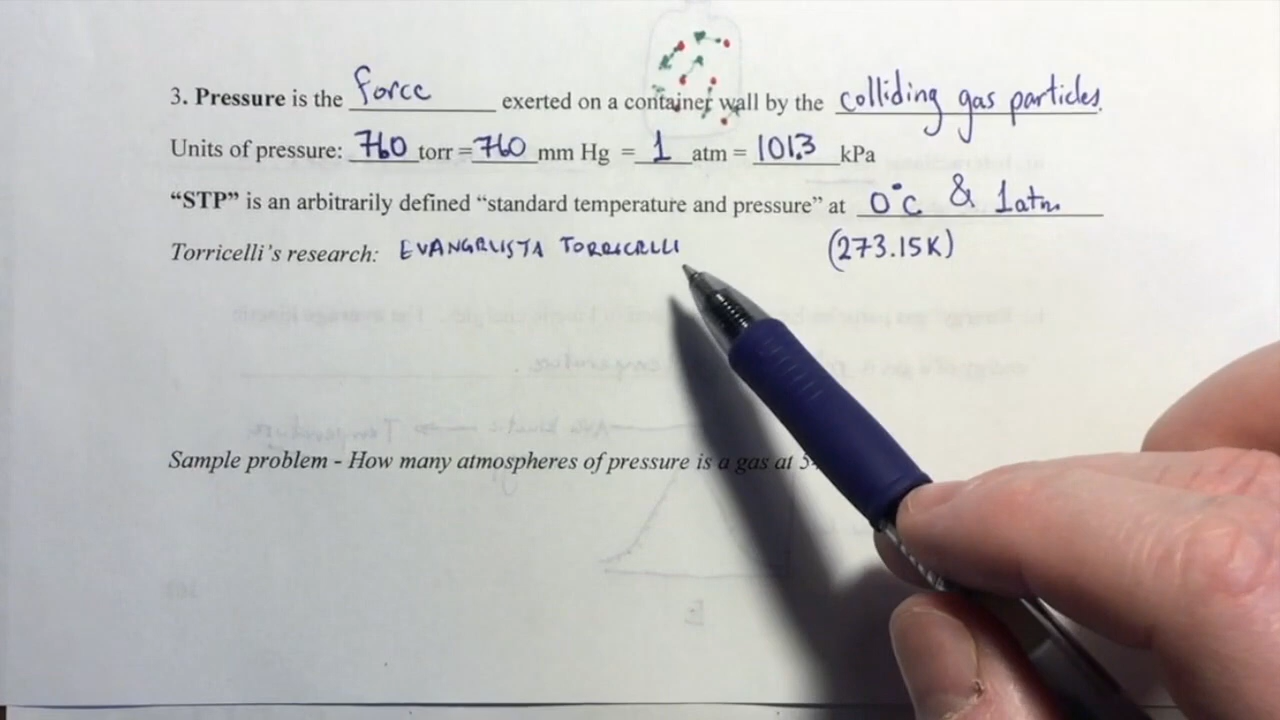 3. Pressure is the force exerted on a container wall by the colliding gas particles.
Units of pressure: 760 torr = 760 mm Hg = 1 atm = 101.3 kPa
“STP” is an arbitrarily defined “standard temperature and pressure” at 0°C & 1atm
Torricelli’s research: EVANGELISTA TORRICELLI (273.15K)
Sample problem - How many atmospheres of pressure is a gas at